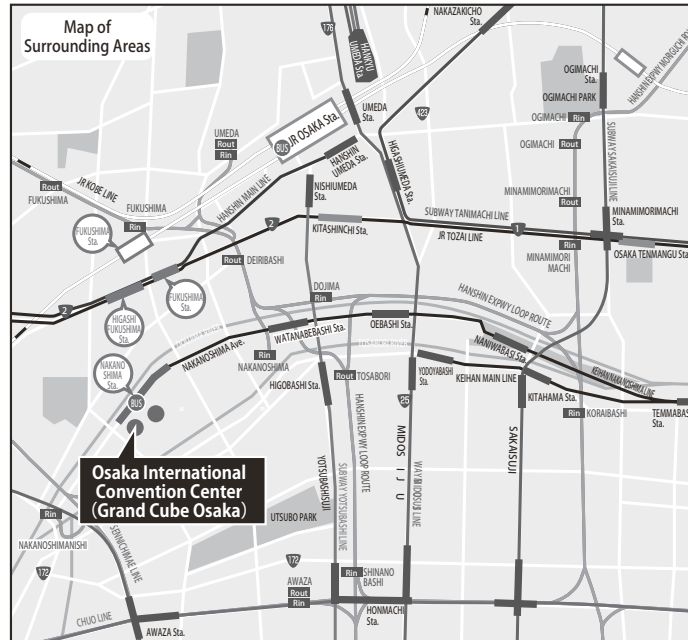 Map of
Surrounding Areas
176
HANKYU
UMEDA Sta.
NAKAZAKICHO
Sta.
OGIMACHI
Sta.
OGIMACHI PARK
HANSHIN EXPWY MORIGUCHI
UMEDA
Sta.
423
JR OSAKA Sta.
BUS
OGIMACHI
Rin
UMEDA
Rout
Rin
HANSHIN
UMEDA Sta.
HIGASHIUMEDA Sta.
OGIMACHI
Rout
SUBWAY SAKAISUJI LINE
JR KOBE LINE
Rout
FUKUSHIMA
HANSHIN MAIN LINE
NISHIUMEDA
Sta.
MINAMIMORIMACHI
Rout
FUKUSHIMA
Rin
2
KITASHINCHI Sta.
SUBWAY TANIMACHI LINE
JR TOZAI LINE
1
MINAMIMORIMACHI
Sta.
FUKUSHIMA
Sta.
Rout
DEIRIBASHI
Rin
MINAMIMORI
MACHI
OSAKA TENMANGU Sta.
2
HIGASHI
FUKUSHIMA
Sta.
FUKUSHIMA
Sta.
DOJIMA
Rin
HANSHIN EXPWY LOOP ROUTE
OEBASHI Sta.
WATANABEBASHI Sta.
NAKANOSHIMA Ave.
NANIWABASI Sta.
KEIHAN NAKANOSHIMA LINE
NAKANO
SHIMA
Sta.
BUS
Rin
NAKANOSHIMA
HIGOBASHI Sta.
Rout
TOSABORI
YODOYABASHI
Sta.
KEIHAN MAIN LINE
KITAHAMA Sta.
Rin
KORAIBASHI
TEMMABAS
Sta.
25
Osaka International
Convention Center
(Grand Cube Osaka)
YOTSUBASHISUJI
SUBWAY YOTSUBASHI LINE
HANSHIN EXPWY LOOP ROUTE
MIDOS IJU
WAY MIDOSUJI LINE
SAKAISUJI
UTSUBO PARK
Rin
NAKANOSHIMANISHI
SENNICHIMAE LINE
172
172
AWAZA
Rout
Rin
Rin
SHINANO
BASHI
CHUO LINE
AWAZA Sta.
HONMACHI
Sta.